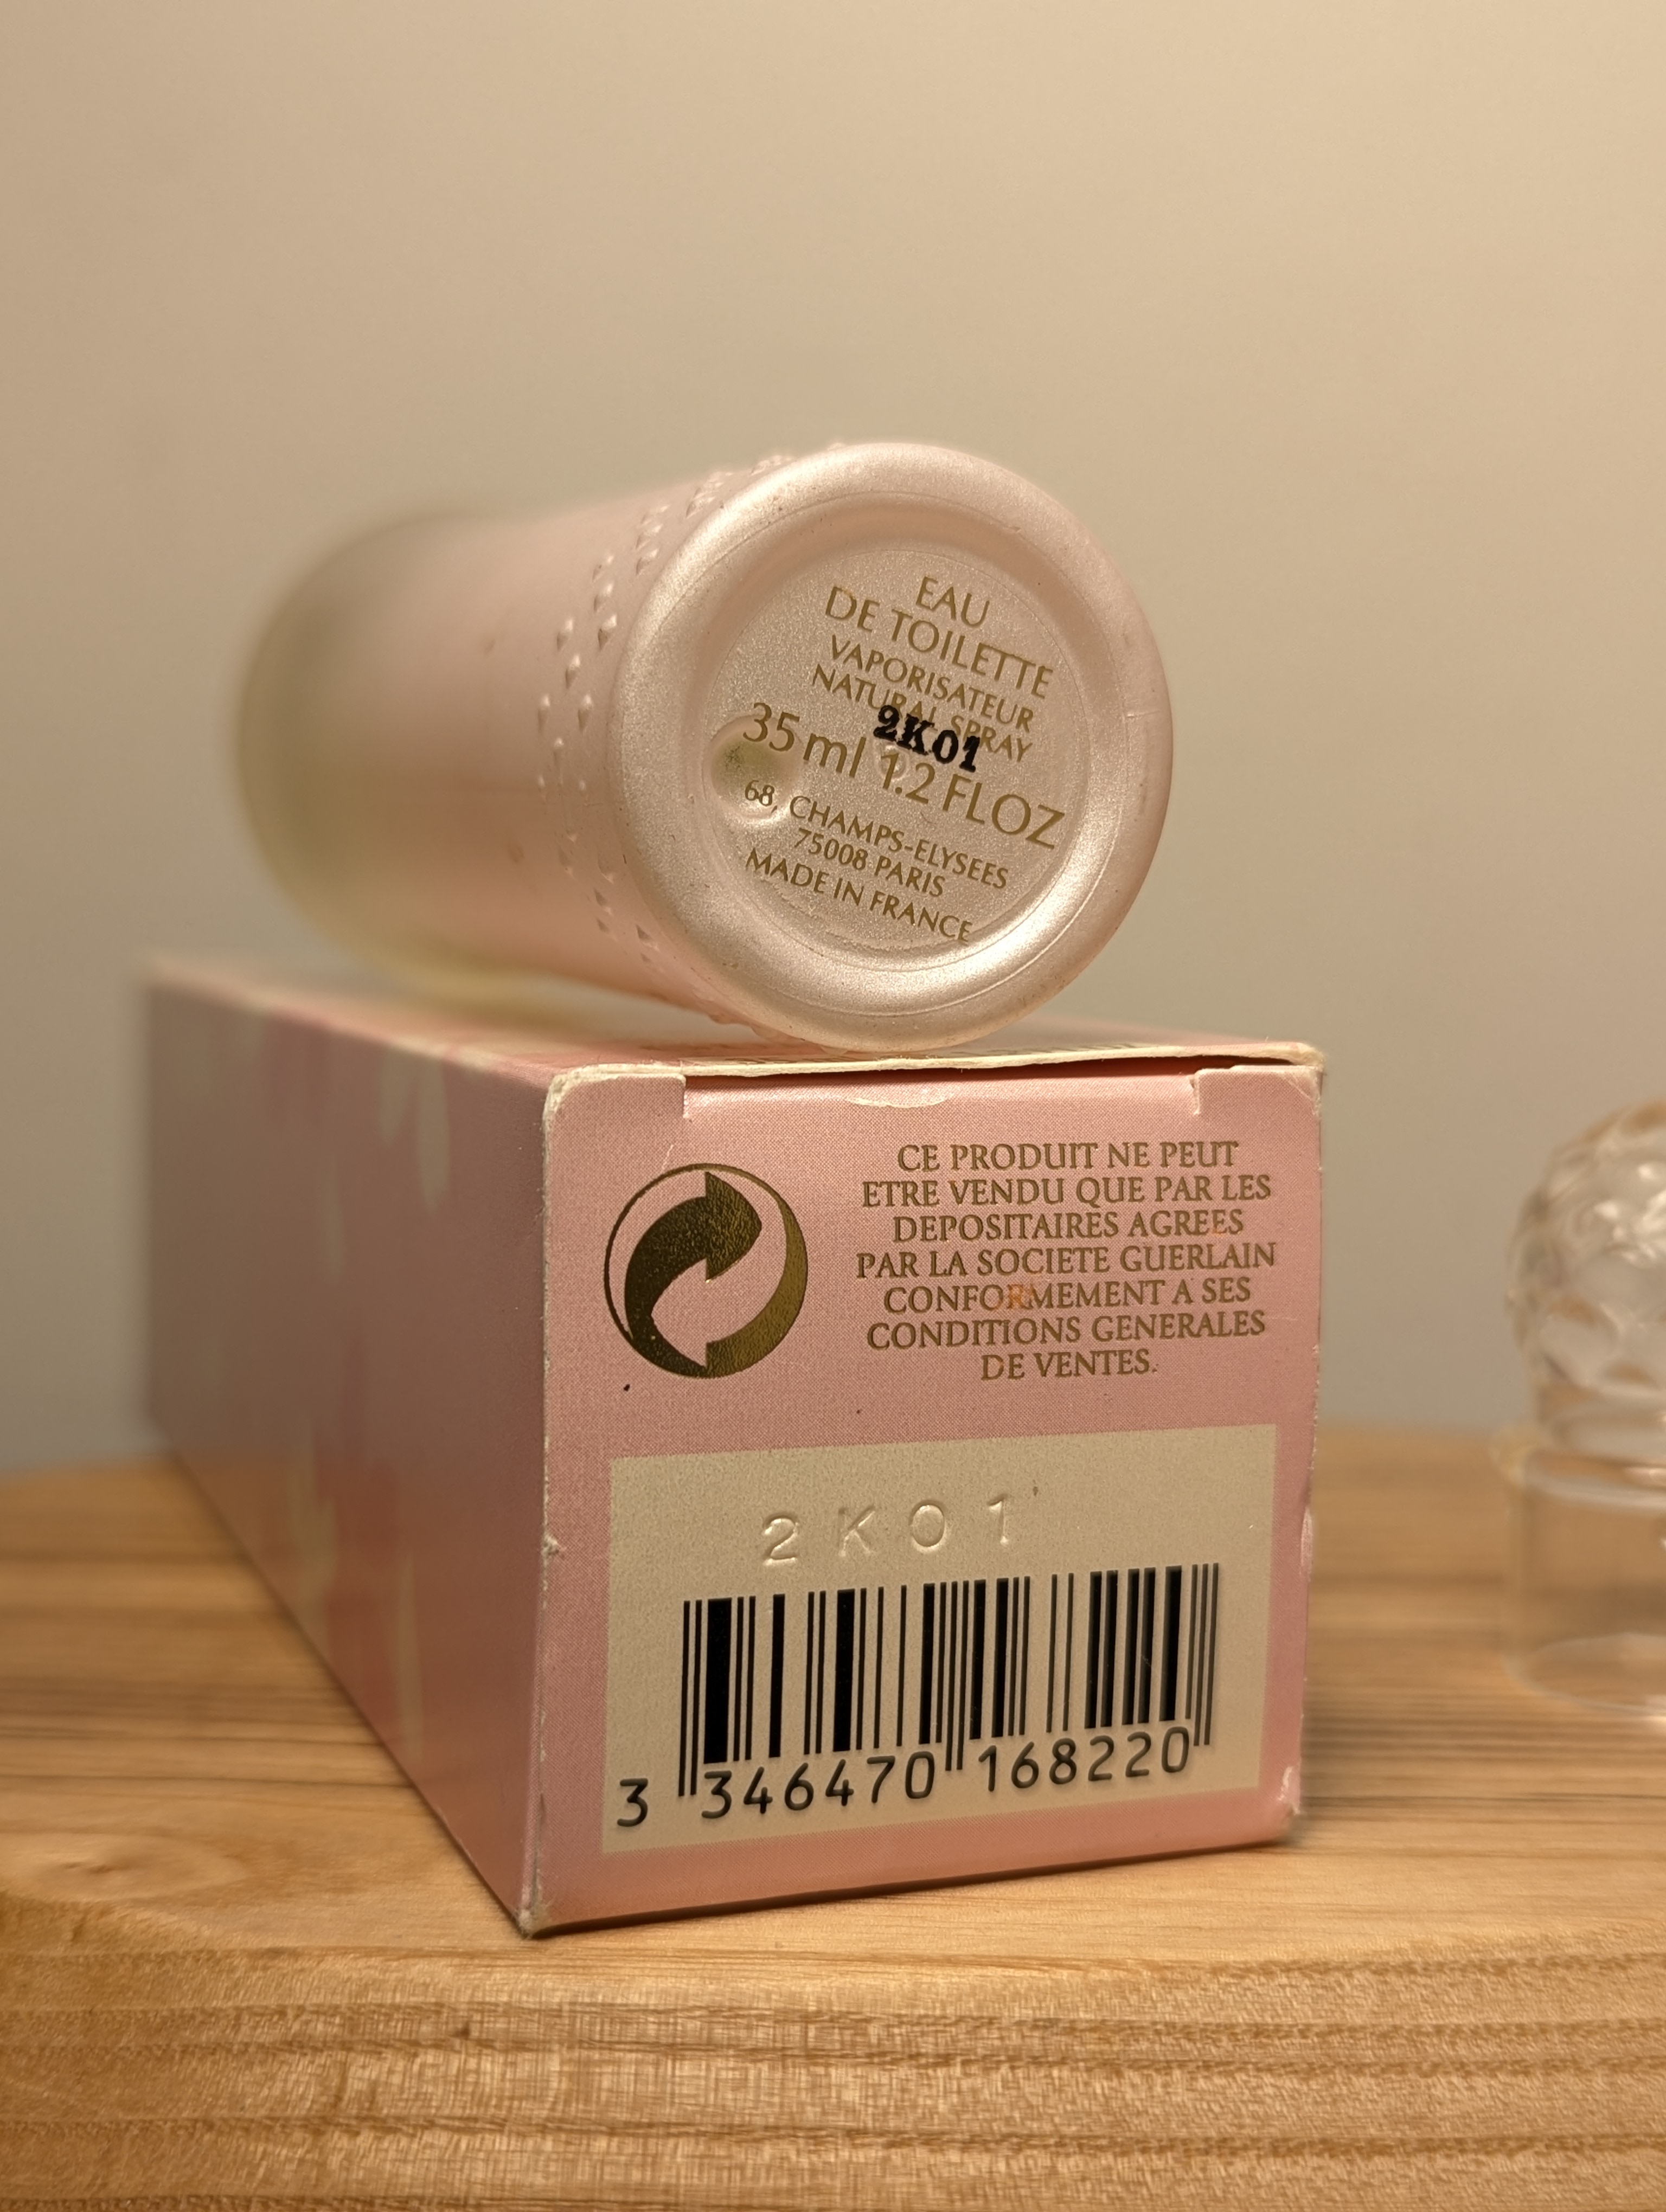 EAU
DE TOILETTE
VAPORISATEUR
NATURAL SPRAY
2K01
35 ml 1.2 FL OZ
68, CHAMPS-ELYSEES
75008 PARIS
MADE IN FRANCE
CE PRODUIT NE PEUT
ETRE VENDU QUE PAR LES
DEPOSITAIRES AGREES
PAR LA SOCIETE GUERLAIN
CONFORMEMENT A SES
CONDITIONS GENERALES
DE VENTES.
2K01
3 346470 168220